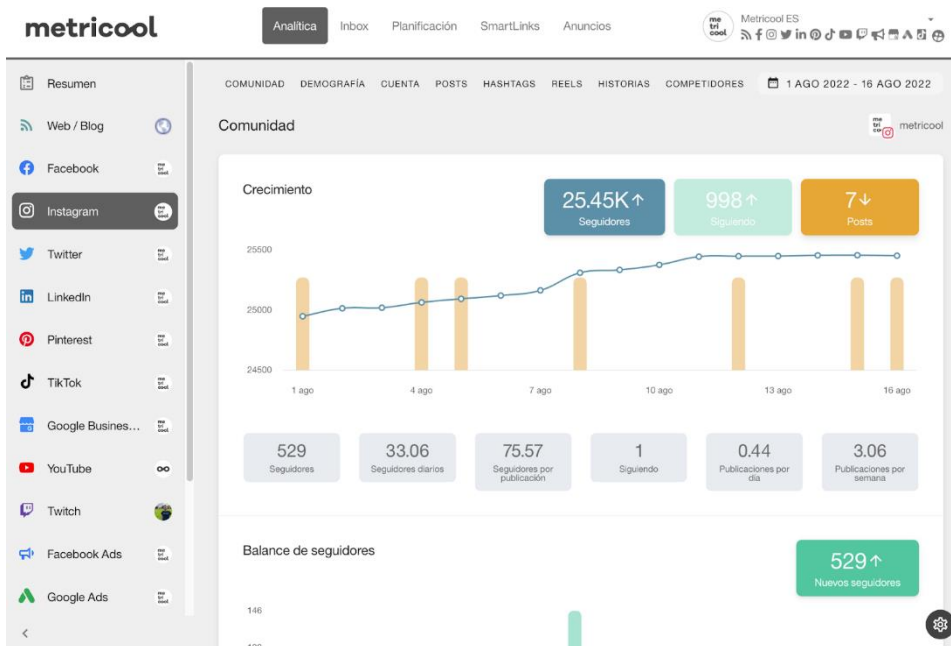 metricool
Analítica Inbox Planificación SmartLinks Anuncios
me tri cool
Metricool ES
Resumen
Web / Blog
Facebook
Instagram
Twitter
LinkedIn
Pinterest
TikTok
Google Busines...
YouTube
Twitch
Facebook Ads
Google Ads
COMUNIDAD DEMOGRAFÍA CUENTA POSTS HASHTAGS REELS HISTORIAS COMPETIDORES 1 AGO 2022 - 16 AGO 2022
Comunidad
metricool
Crecimiento
25.45K
Seguidores
998
Siguiendo
7
Posts
25500
25000
24500
1 ago 4 ago 7 ago 10 ago 13 ago 16 ago
529
Seguidores
33.06
Seguidores diarios
75.57
Seguidores por
publicación
1
Siguiendo
0.44
Publicaciones por
día
3.06
Publicaciones por
semana
Balance de seguidores
529
Nuevos seguidores
146